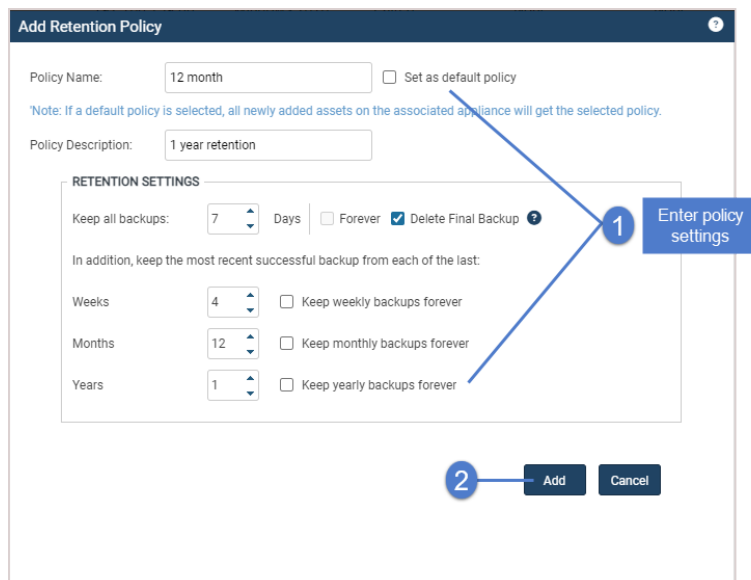 Add Retention Policy ?
Policy Name: 12 month Set as default policy
'Note: If a default policy is selected, all newly added assets on the associated appliance will get the selected policy.
Policy Description: 1 year retention
RETENTION SETTINGS
Keep all backups: 7 Days Forever Delete Final Backup ?
1 Enter policy
settings
In addition, keep the most recent successful backup from each of the last:
Weeks 4 Keep weekly backups forever
Months 12 Keep monthly backups forever
Years 1 Keep yearly backups forever
2 Add Cancel